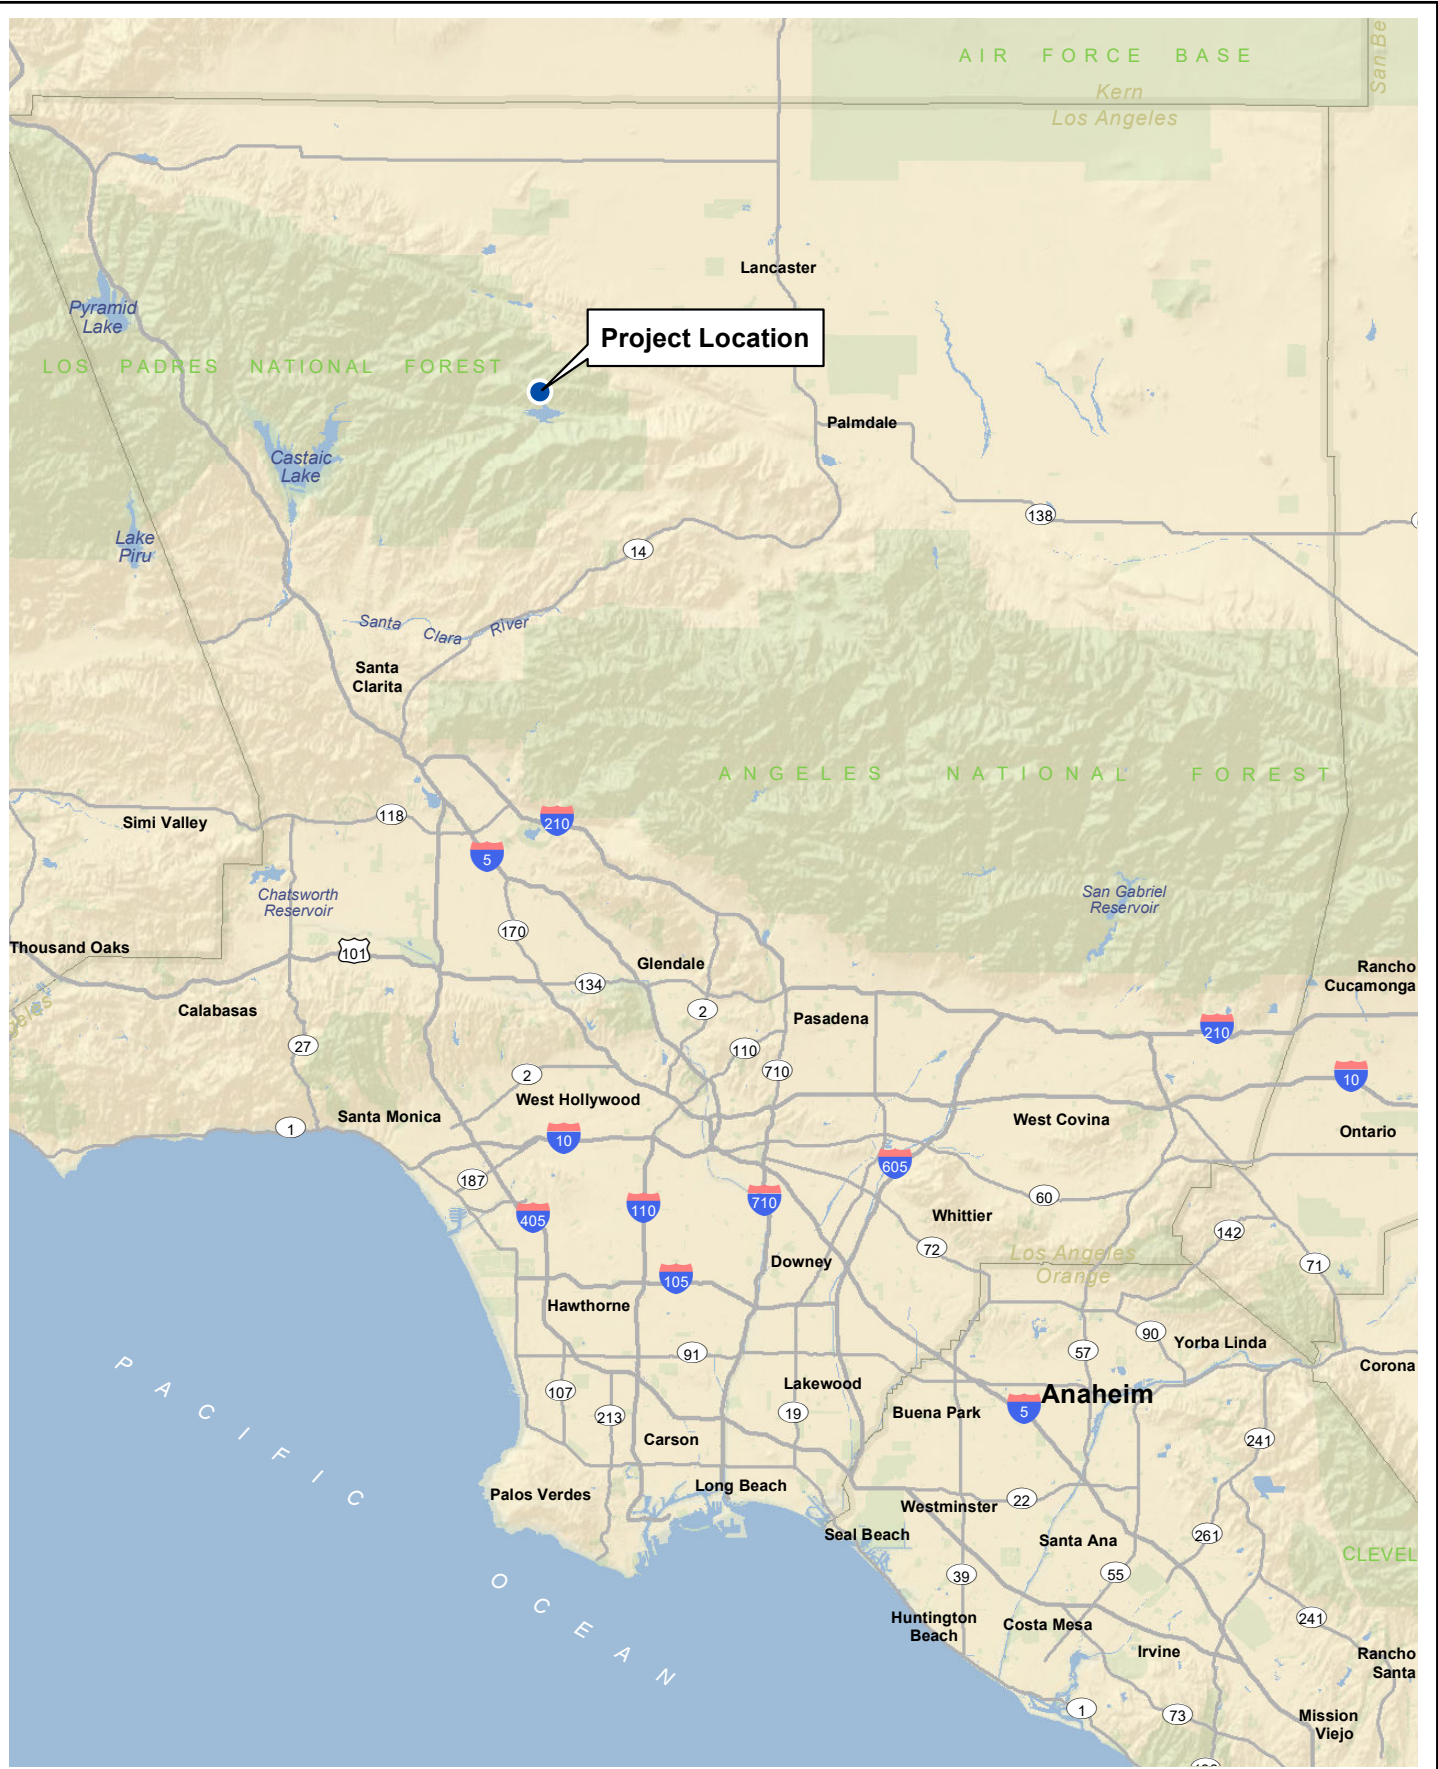 AIR FORCE BASE
San Be
Kern
Los Angeles
Lancaster
Pyramid
Lake
Project Location
LOS PADRES NATIONAL FOREST
Palmdale
Castaic
Lake
138
Lake
Piru
14
Santa Clara River
Santa
Clarita
ANGELES NATIONAL FOREST
118
210
Simi Valley
5
Chatsworth
Reservoir
San Gabriel
Reservoir
170
Thousand Oaks
101
Glendale
134
Rancho
Cucamonga
geles
Calabasas
2
Pasadena
210
27
110
710
2
10
West Hollywood
Santa Monica
1
West Covina
Ontario
10
605
187
60
110
710
405
Whittier
142
72
Los Angeles
Orange
Downey
71
105
Hawthorne
90
Yorba Linda
91
57
Corona
107
Lakewood
Anaheim
213
19
Buena Park
5
Carson
241
PACIFIC
Long Beach
Palos Verdes
Westminster
22
Seal Beach
Santa Ana
261
CLEVEL
39
55
OCEAN
Huntington
Beach
Costa Mesa
241
Irvine
Rancho
Santa
1
73
Mission
Viejo